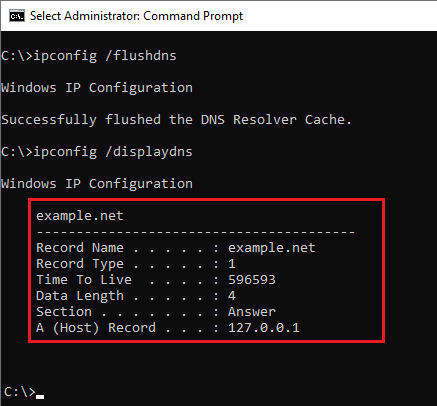 Select Administrator: Command Prompt
C:\>ipconfig /flushdns
Windows IP Configuration
Successfully flushed the DNS Resolver Cache.
C:\>ipconfig /displaydns
Windows IP Configuration
example.net
----------------------------------------
Record Name . . . . . : example.net
Record Type . . . . . : 1
Time To Live  . . . . : 596593
Data Length . . . . . : 4
Section . . . . . . . : Answer
A (Host) Record . . . : 127.0.0.1
C:\>